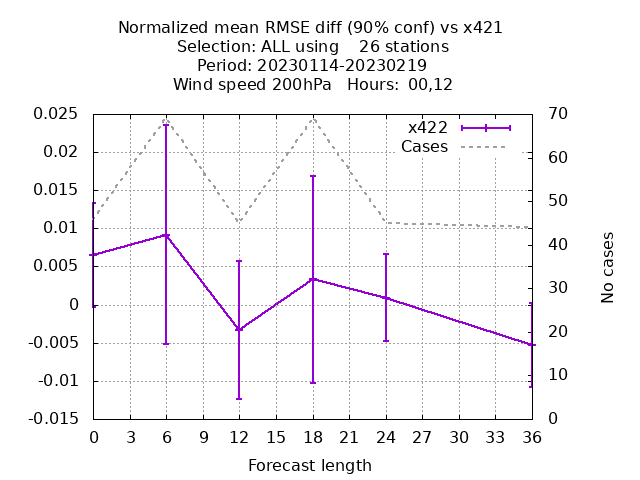 Normalized mean RMSE diff (90% conf) vs x421
Selection: ALL using    26 stations
Period: 20230114-20230219
Wind speed 200hPa   Hours:  00,12
0.025
0.02
0.015
0.01
0.005
0
-0.005
-0.01
-0.015
x422
Cases
70
60
50
40
30
20
10
0
No cases
0 3 6 9 12 15 18 21 24 27 30 33 36
Forecast length